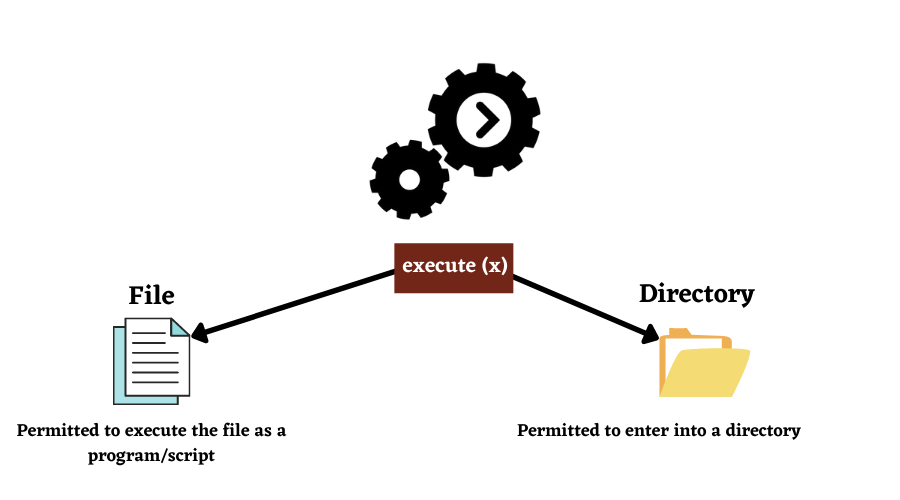 execute (x)
File
Directory
Permitted to execute the file as a
program/script
Permitted to enter into a directory